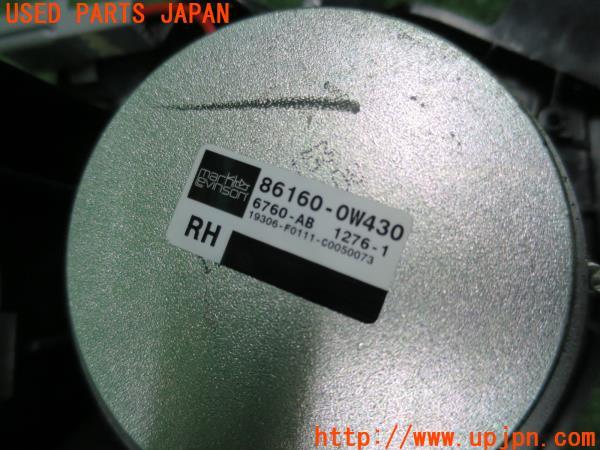 USED PARTS JAPAN
mark
levinson
86160-0W430
6760-AB 1276-1
19306-F0111-C0050073
RH
http://www.upjpn.com